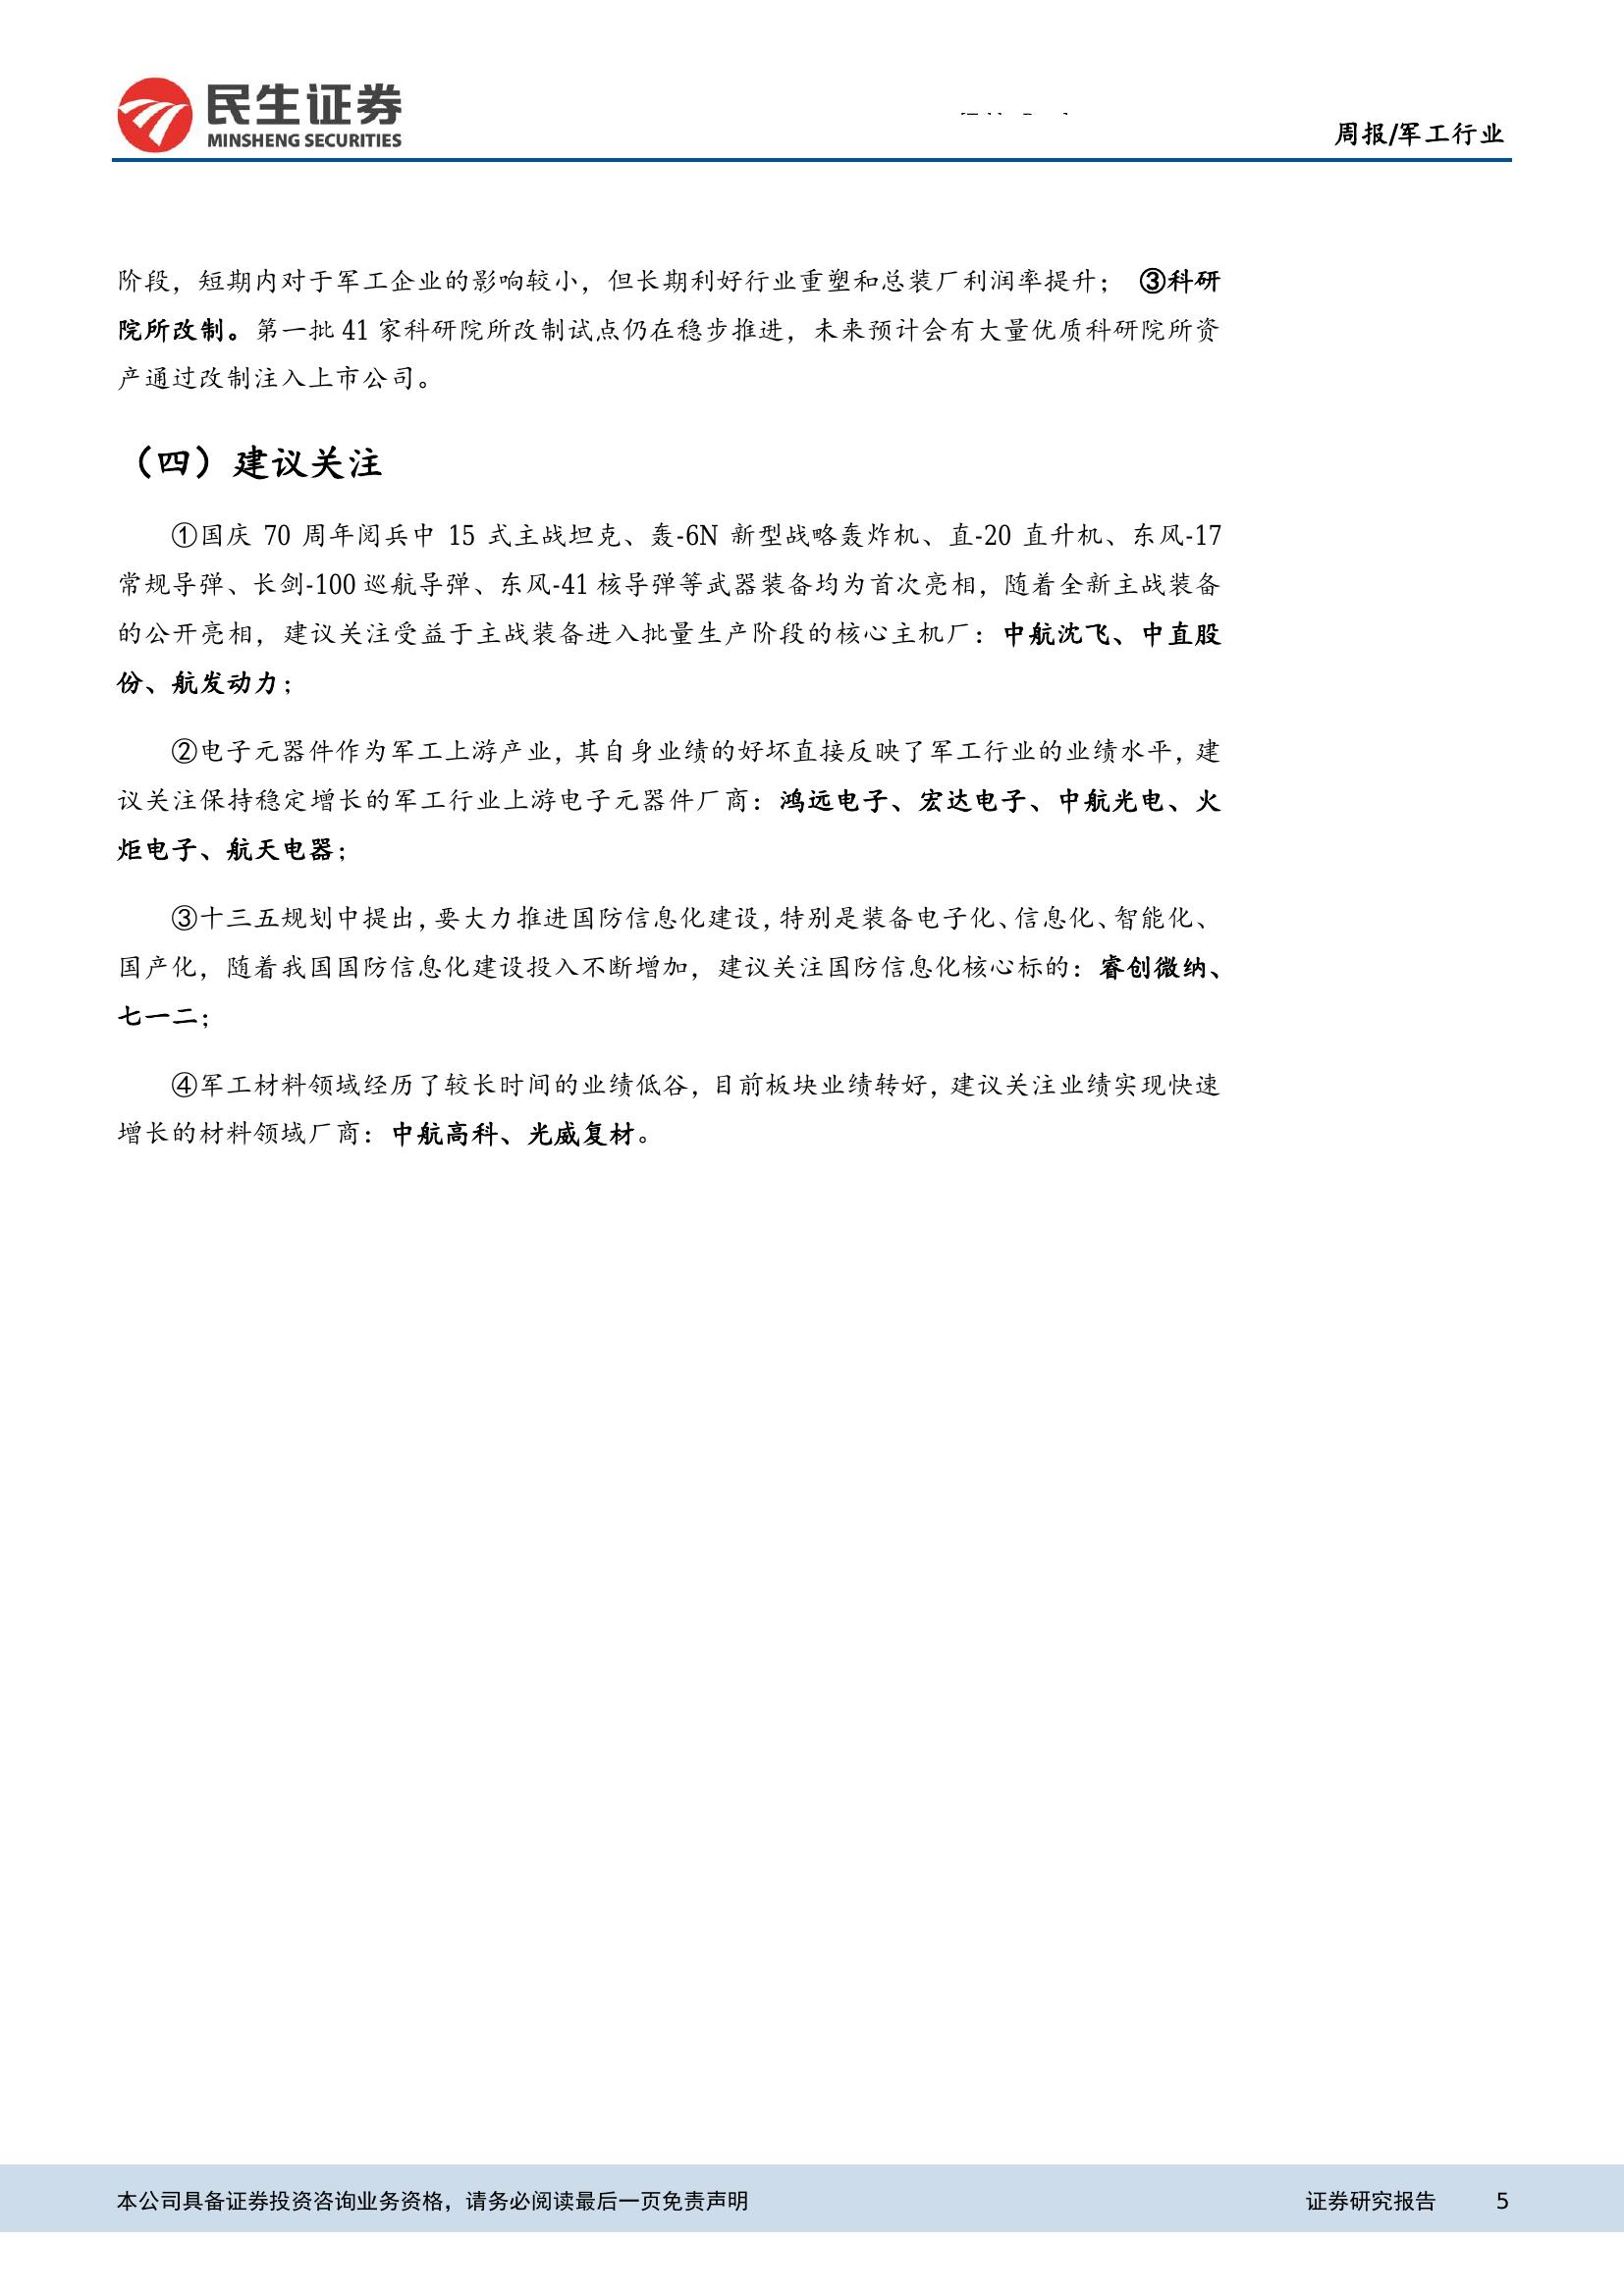 民生证券
MINSHENG SECURITIES
周报/军工行业
阶段，短期内对于军工企业的影响较小，但长期利好行业重塑和总装厂利润率提升； ③科研
院所改制。第一批 41 家科研院所改制试点仍在稳步推进，未来预计会有大量优质科研院所资
产通过改制注入上市公司。
（四）建议关注
①国庆 70 周年阅兵中 15 式主战坦克、轰-6N 新型战略轰炸机、直-20 直升机、东风-17
常规导弹、长剑-100 巡航导弹、东风-41 核导弹等武器装备均为首次亮相，随着全新主战装备
的公开亮相，建议关注受益于主战装备进入批量生产阶段的核心主机厂：中航沈飞、中直股
份、航发动力；
②电子元器件作为军工上游产业，其自身业绩的好坏直接反映了军工行业的业绩水平，建
议关注保持稳定增长的军工行业上游电子元器件厂商：鸿远电子、宏达电子、中航光电、火
炬电子、航天电器；
③十三五规划中提出，要大力推进国防信息化建设，特别是装备电子化、信息化、智能化、
国产化，随着我国国防信息化建设投入不断增加，建议关注国防信息化核心标的：睿创微纳、
七一二；
④军工材料领域经历了较长时间的业绩低谷，目前板块业绩转好，建议关注业绩实现快速
增长的材料领域厂商：中航高科、光威复材。
本公司具备证券投资咨询业务资格，请务必阅读最后一页免责声明
证券研究报告 5